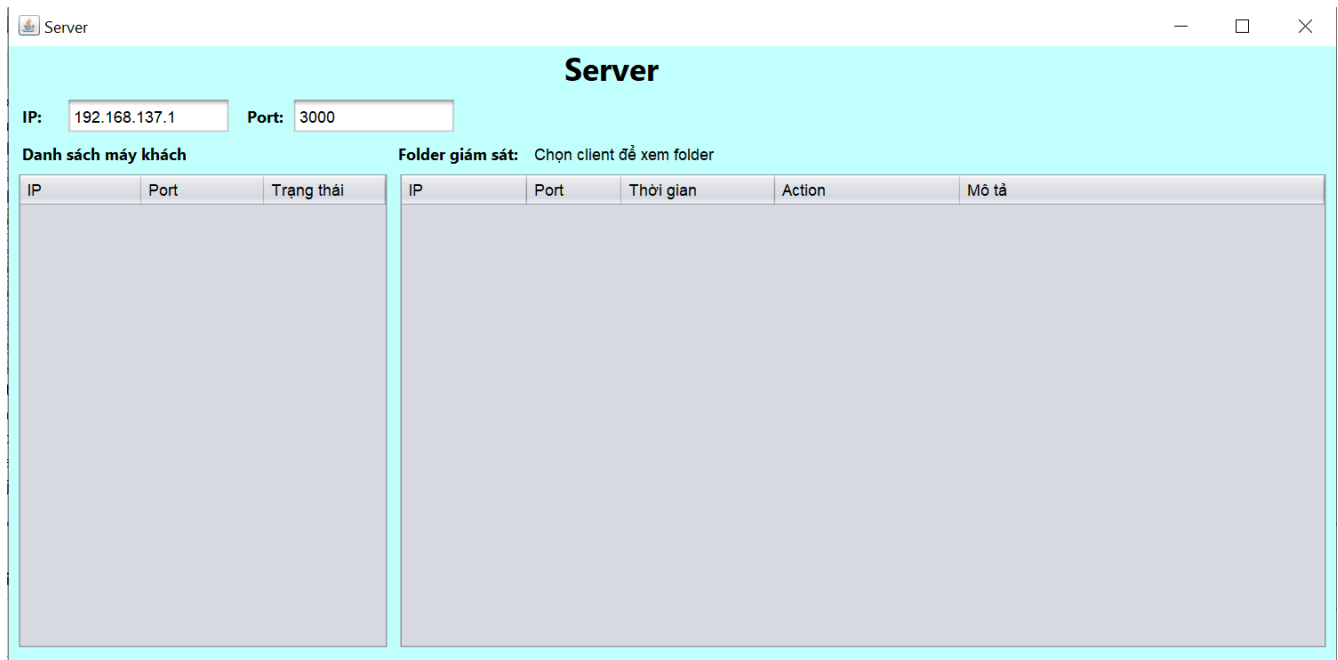 Server
Server
IP: 192.168.137.1 Port: 3000
Danh sách máy khách Folder giám sát: Chọn client để xem folder
IP Port Trạng thái IP Port Thời gian Action Mô tả